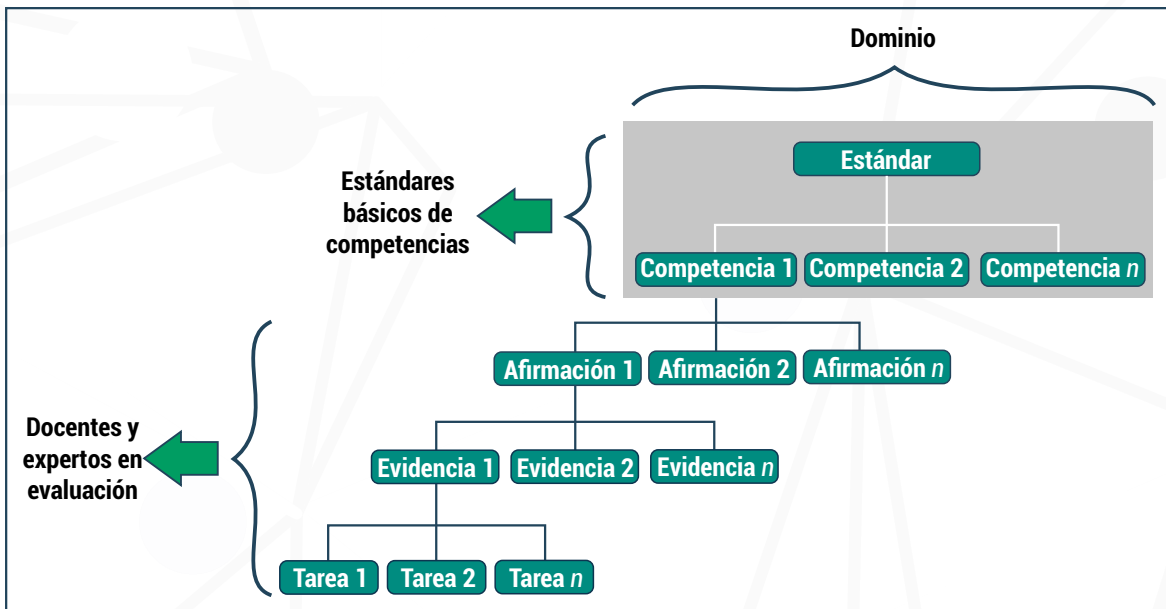 Dominio
Estándar
Estándares
básicos de
competencias
Competencia 1
Competencia 2
Competencia n
Afirmación 1
Afirmación 2
Afirmación n
Docentes y
expertos en
evaluación
Evidencia 1
Evidencia 2
Evidencia n
Tarea 1
Tarea 2
Tarea n